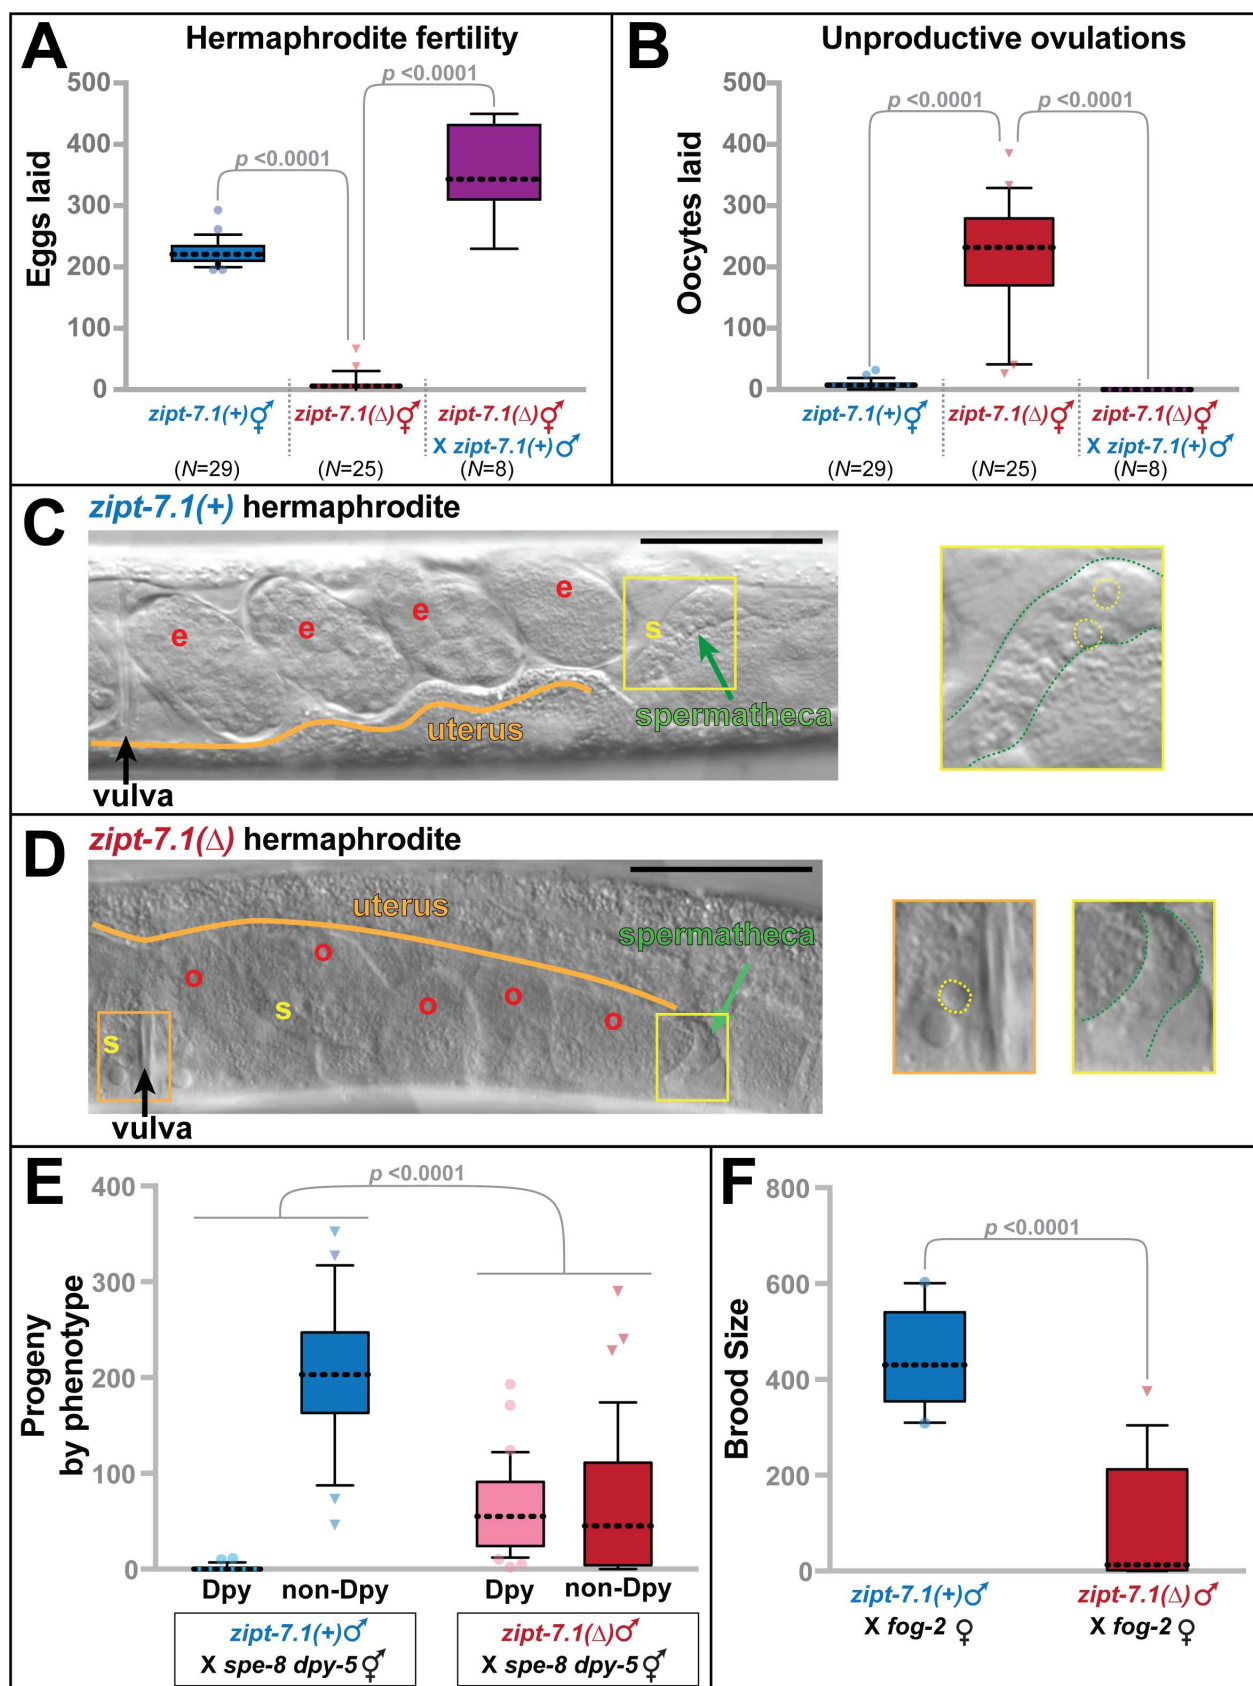 A
Hermaphrodite fertility
Eggs laid
500
400
300
200
100
0
p <0.0001
p <0.0001
zipt-7.1(+)⚥
zipt-7.1(Δ)⚥
zipt-7.1(Δ)⚥
X zipt-7.1(+)♂
(N=29)
(N=25)
(N=8)
B
Unproductive ovulations
Oocytes laid
500
400
300
200
100
0
p <0.0001
p <0.0001
zipt-7.1(+)⚥
zipt-7.1(Δ)⚥
zipt-7.1(Δ)⚥
X zipt-7.1(+)♂
(N=29)
(N=25)
(N=8)
C
zipt-7.1(+) hermaphrodite
e
e
e
e
s
spermatheca
uterus
vulva
D
zipt-7.1(Δ) hermaphrodite
uterus
spermatheca
o
o
o
o
o
s
s
vulva
E
Progeny
by phenotype
400
300
200
100
0
p <0.0001
Dpy
non-Dpy
Dpy
non-Dpy
zipt-7.1(+)♂
X spe-8 dpy-5⚥
zipt-7.1(Δ)♂
X spe-8 dpy-5⚥
F
Brood Size
800
600
400
200
0
p <0.0001
zipt-7.1(+)♂
X fog-2 ♀
zipt-7.1(Δ)♂
X fog-2 ♀